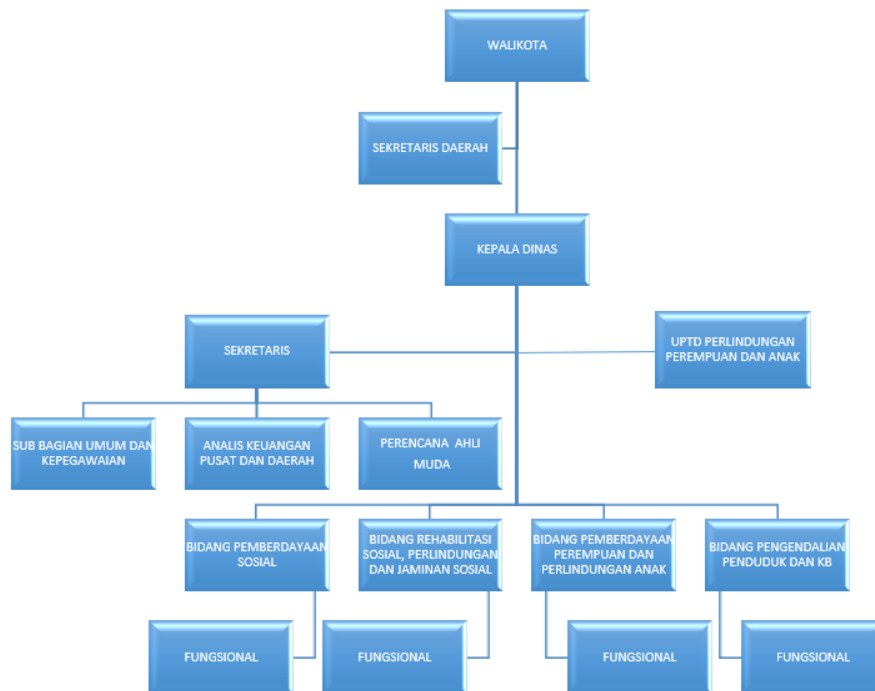 WALIKOTA
SEKRETARIS DAERAH
KEPALA DINAS
SEKRETARIS
UPTD PERLINDUNGAN
PEREMPUAN DAN ANAK
SUB BAGIAN UMUM DAN
KEPEGAWAIAN
ANALIS KEUANGAN
PUSAT DAN DAERAH
PERENCANA AHLI
MUDA
BIDANG PEMBERDAYAAN
SOSIAL
BIDANG REHABILITASI
SOSIAL, PERLINDUNGAN
DAN JAMINAN SOSIAL
BIDANG PEMBERDAYAAN
PEREMPUAN DAN
PERLINDUNGAN ANAK
BIDANG PENGENDALIAN
PENDUDUK DAN KB
FUNGSIONAL
FUNGSIONAL
FUNGSIONAL
FUNGSIONAL